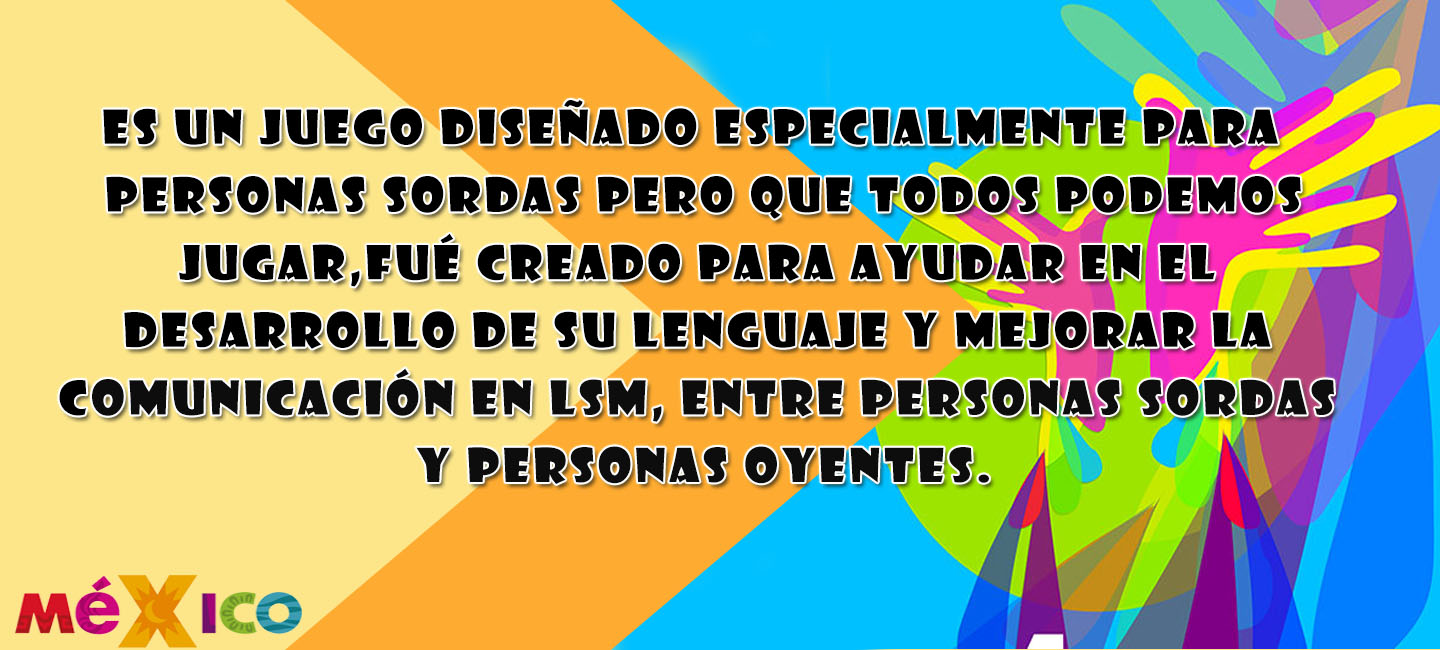 ES UN JUEGO DISEÑADO ESPECIALMENTE PARA
PERSONAS SORDAS PERO QUE TODOS PODEMOS
JUGAR,FUÉ CREADO PARA AYUDAR EN EL
DESARROLLO DE SU LENGUAJE Y MEJORAR LA
COMUNICACIÓN EN LSM, ENTRE PERSONAS SORDAS
Y PERSONAS OYENTES.
méxico